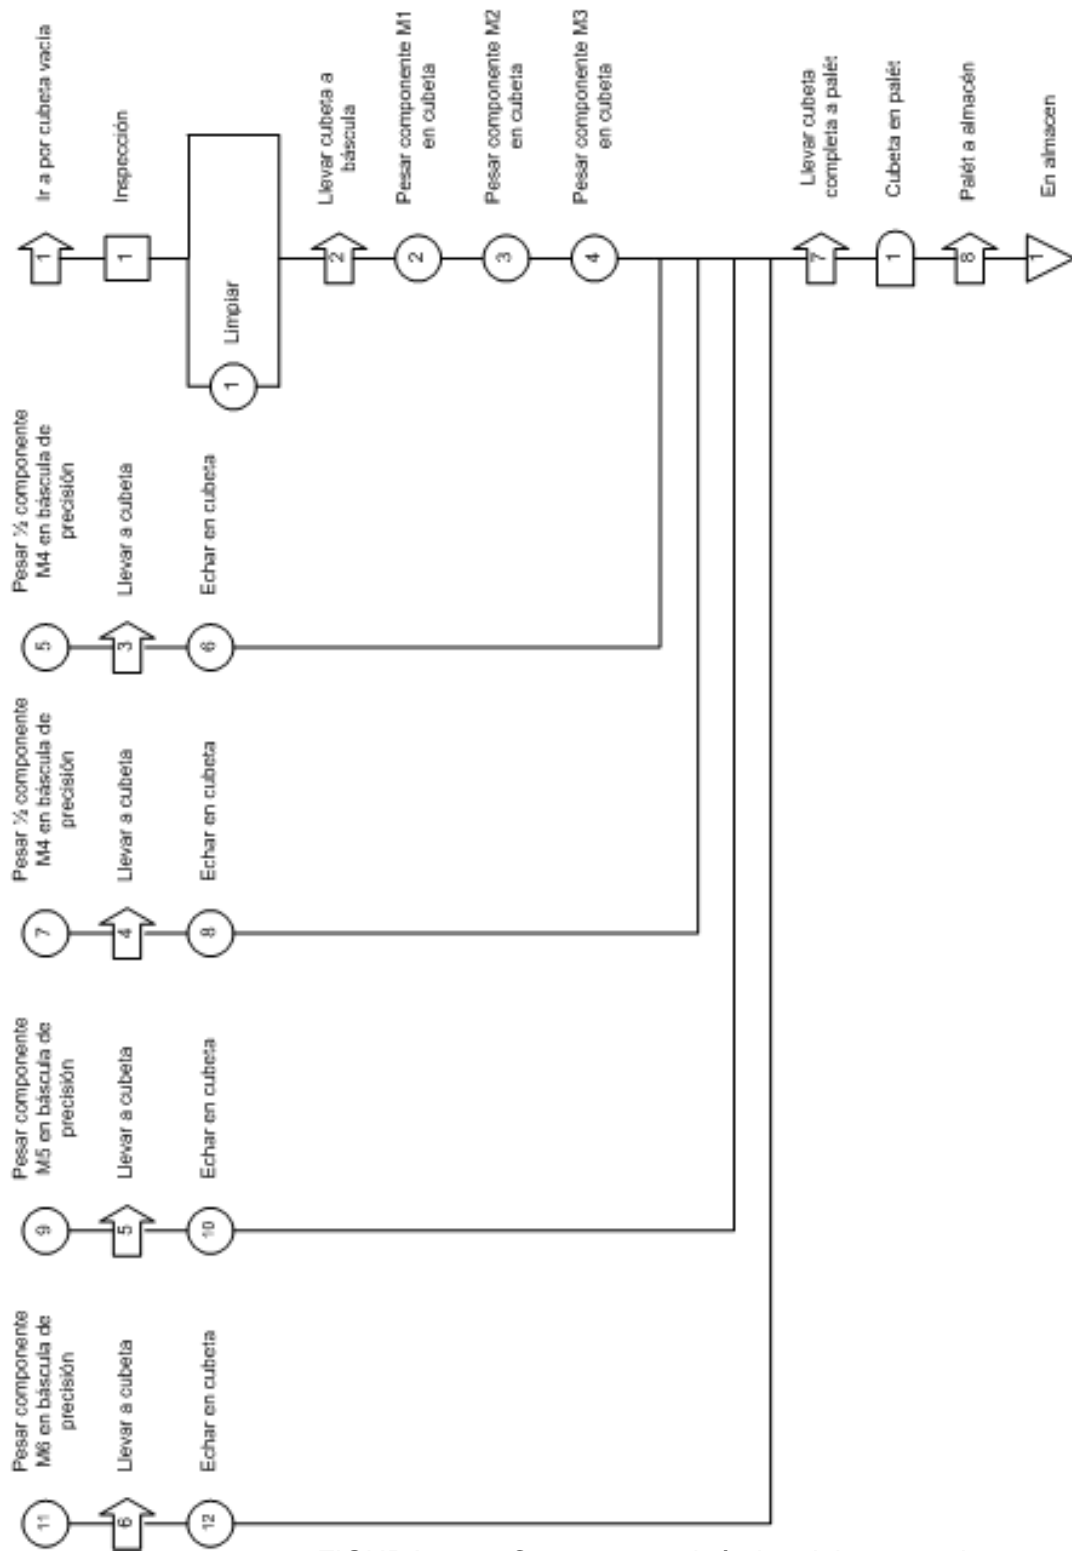 Pesar componente
M6 en báscula de
precisión
11
Llevar a cubeta
6
Echar en cubeta
12
Pesar componente
M5 en báscula de
precisión
9
Llevar a cubeta
5
Echar en cubeta
10
Pesar ½ componente
M4 en báscula de
precisión
7
Llevar a cubeta
4
Echar en cubeta
8
Pesar ½ componente
M4 en báscula de
precisión
5
Llevar a cubeta
3
Echar en cubeta
6
1
Ir a por cubeta vacia
1
Inspección
1
Limpiar
2
Llevar cubeta a
báscula
2
Pesar componente M1
en cubeta
3
Pesar componente M2
en cubeta
4
Pesar componente M3
en cubeta
7
Llevar cubeta
completa a palét
1
Cubeta en palét
8
Palét a almacén
1
En almacen